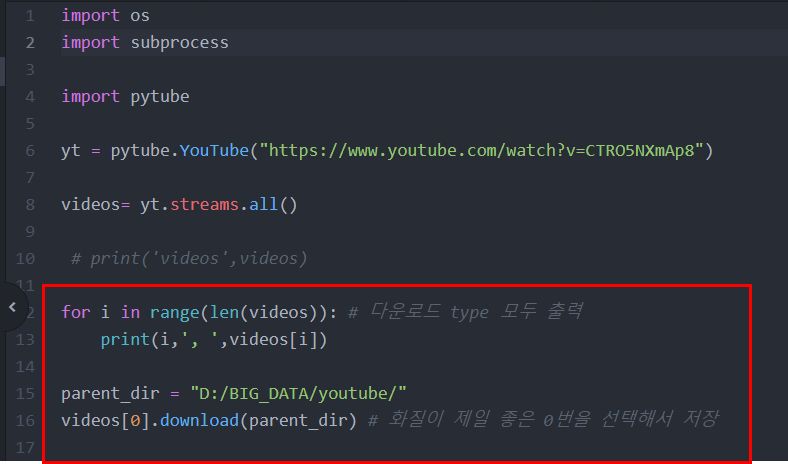 1 import os
2 import subprocess
3
4 import pytube
5
6 yt = pytube.YouTube("https://www.youtube.com/watch?v=CTRO5NXmAp8")
7
8 videos= yt.streams.all()
9
10 # print('videos',videos)
11
2 for i in range(len(videos)): # 다운로드 type 모두 출력
13 print(i,', ',videos[i])
14
15 parent_dir = "D:/BIG_DATA/youtube/"
16 videos[0].download(parent_dir) # 화질이 제일 좋은 0번을 선택해서 저장
17